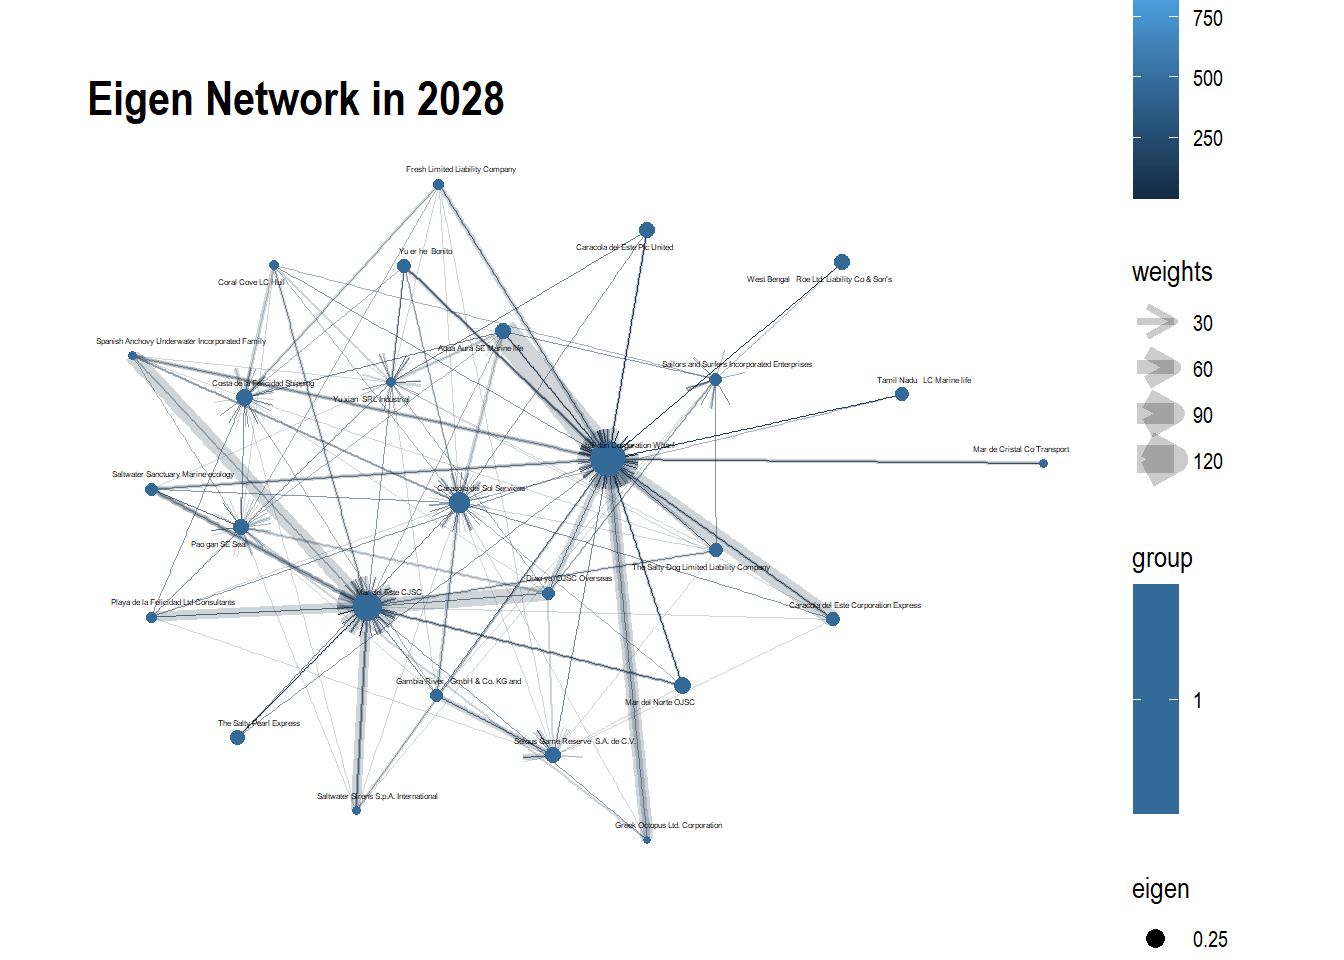 750
500
250
Eigen Network in 2028
Fresh Limited Liability Company
Caracola del Este Plc United
Yu er he Bonito
West Bengal Roe Ltd. Liability Co & Son's
Coral Cove LC Hull
weights
30
60
90
120
Spanish Anchovy Underwater Incorporated Family
Aqua Aura SE Marine life
Sailors and Surfers Incorporated Enterprises
Costa de la Felicidad Shipping
Tamil Nadu LC Marine life
Yu xian SRL Industrial
Corporation Wharf
Mar de Cristal Co Transport
Saltwater Sanctuary Marine ecology
Caracola del Sol Services
Pao gan SE Seal
group
1
The Salty Dog Limited Liability Company
Diao yu CJSC Overseas
Mar del Este CJSC
Playa de la Felicidad Ltd Consultants
Caracola del Este Corporation Express
Gambia River GmbH & Co. KG and
Mar del Norte OJSC
The Salty Pearl Express
Selous Game Reserve S.A. de C.V.
Saltwater Sirens S.p.A. International
Greek Octopus Ltd. Corporation
eigen
0.25